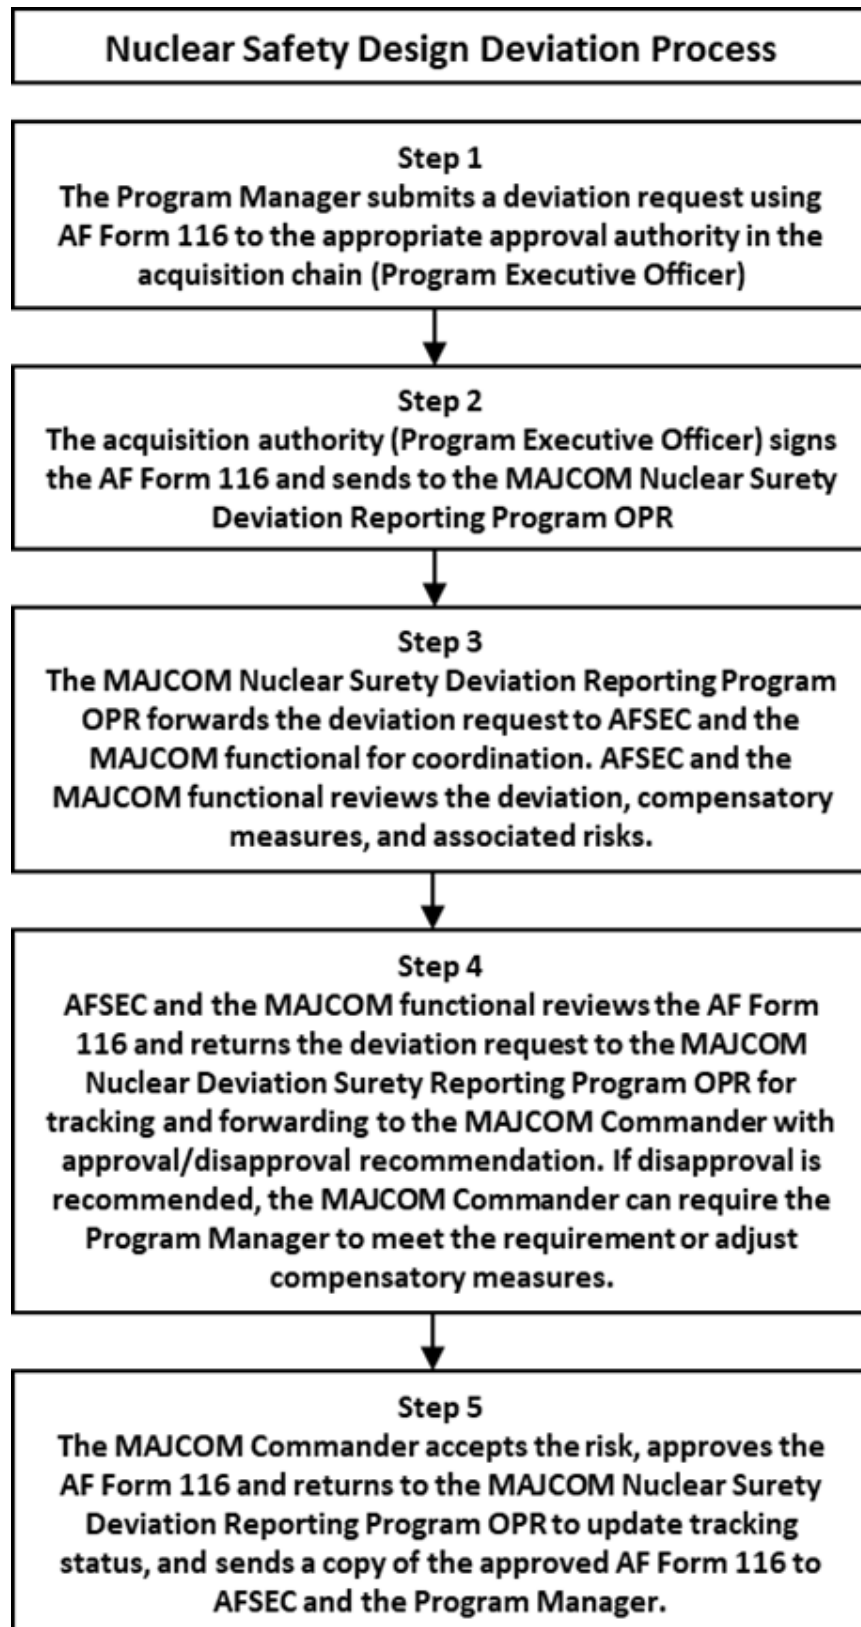 Nuclear Safety Design Deviation Process
Step 1
The Program Manager submits a deviation request using
AF Form 116 to the appropriate approval authority in the
acquisition chain (Program Executive Officer)
Step 2
The acquisition authority (Program Executive Officer) signs
the AF Form 116 and sends to the MAJCOM Nuclear Surety
Deviation Reporting Program OPR
Step 3
The MAJCOM Nuclear Surety Deviation Reporting Program
OPR forwards the deviation request to AFSEC and the
MAJCOM functional for coordination. AFSEC and the
MAJCOM functional reviews the deviation, compensatory
measures, and associated risks.
Step 4
AFSEC and the MAJCOM functional reviews the AF Form
116 and returns the deviation request to the MAJCOM
Nuclear Deviation Surety Reporting Program OPR for
tracking and forwarding to the MAJCOM Commander with
approval/disapproval recommendation. If disapproval is
recommended, the MAJCOM Commander can require the
Program Manager to meet the requirement or adjust
compensatory measures.
Step 5
The MAJCOM Commander accepts the risk, approves the
AF Form 116 and returns to the MAJCOM Nuclear Surety
Deviation Reporting Program OPR to update tracking
status, and sends a copy of the approved AF Form 116 to
AFSEC and the Program Manager.